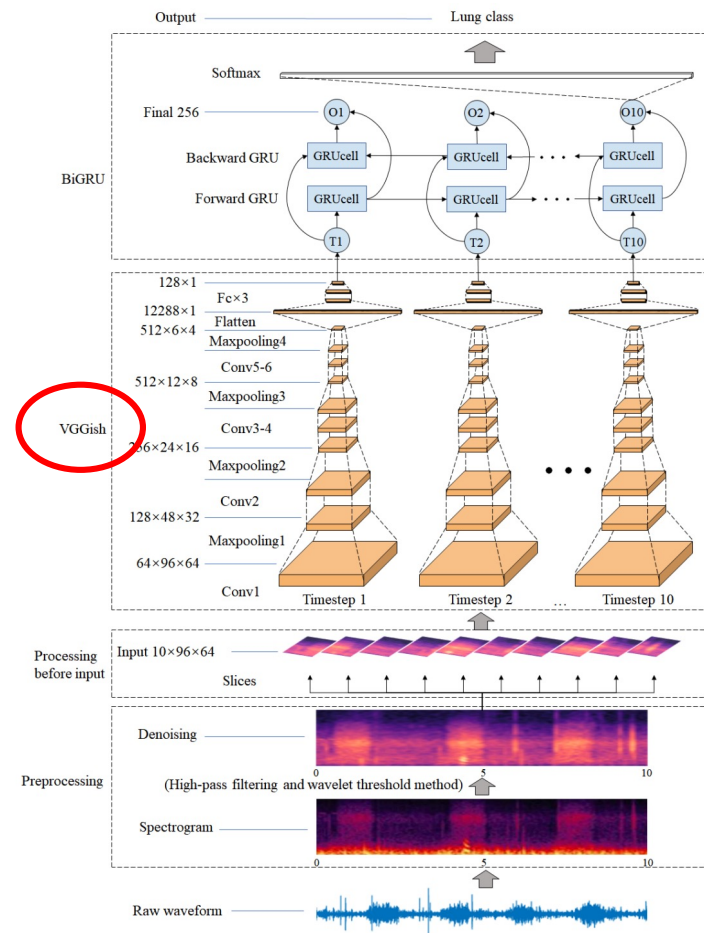 Output
Lung class
Softmax
Final 256
O1
O2
O10
Backward GRU
GRUcell
GRUcell
GRUcell
BiGRU
Forward GRU
GRUcell
GRUcell
GRUcell
T1
T2
T10
128×1
Fc×3
12288×1
Flatten
512×6×4
Maxpooling4
Conv5-6
512×12×8
Maxpooling3
VGGish
Conv3-4
256×24×16
Maxpooling2
Conv2
128×48×32
Maxpooling1
64×96×64
Conv1
Timestep 1
Timestep 2
...
Timestep 10
Processing
before input
Input 10×96×64
Slices
Preprocessing
Denoising
0
5
10
(High-pass filtering and wavelet threshold method)
Spectrogram
0
5
10
Raw waveform